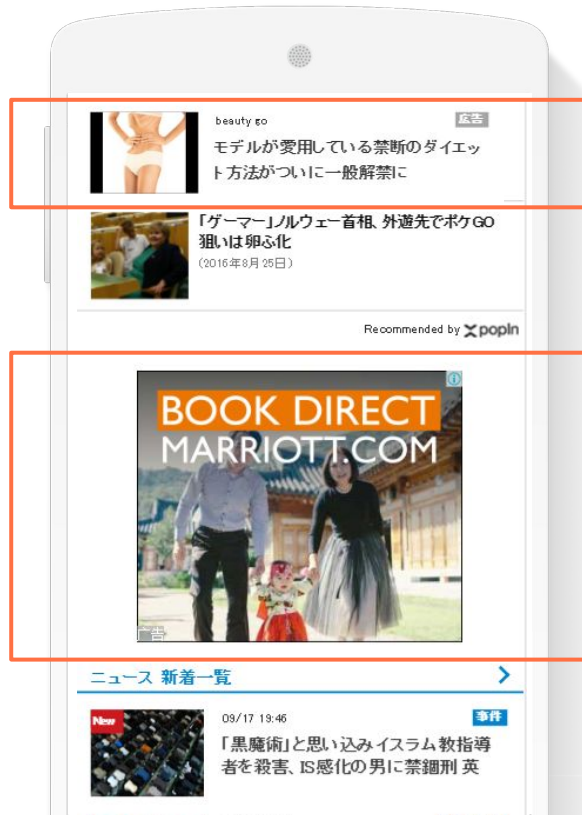 beauty go
広告
モデルが愛用している禁断のダイエッ
ト方法がついに一般解禁に
「ゲーマー」ノルウェー首相、外遊先でポケGO
狙いは卵ふ化
(2016年8月25日)
Recommended by popIn
BOOK DIRECT
MARRIOTT.COM
广告
ニュース 新着一覧
New
09/17 19:46
事件
「黒魔術」と思い込みイスラム教指導
者を殺害、IS感化の男に禁錮刑 英